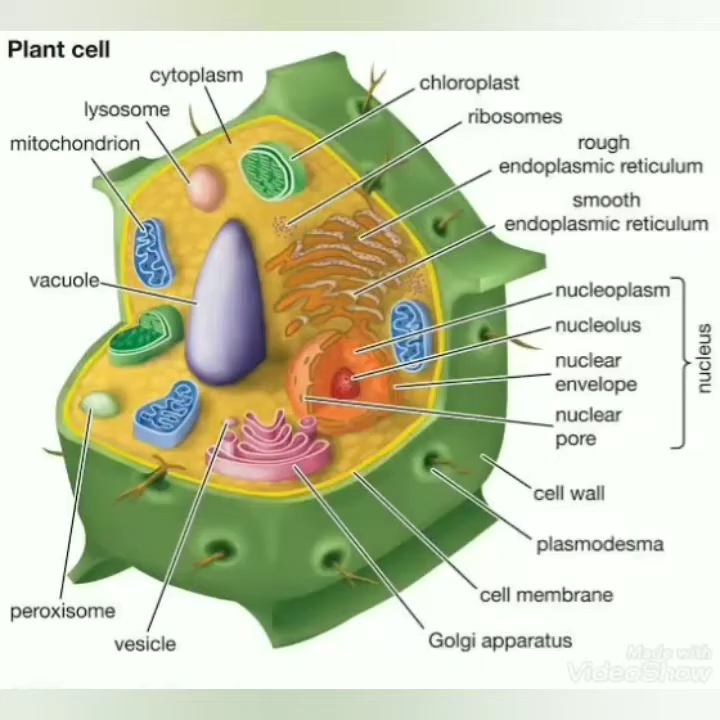 Plant cell
cytoplasm
lysosome
mitochondrion
chloroplast
ribosomes
rough
endoplasmic reticulum
smooth
endoplasmic reticulum
vacuole
nucleoplasm
nucleolus
nuclear
envelope
nuclear
pore
nucleus
cell wall
plasmodesma
cell membrane
Golgi apparatus
peroxisome
vesicle
Made with
VideoShow